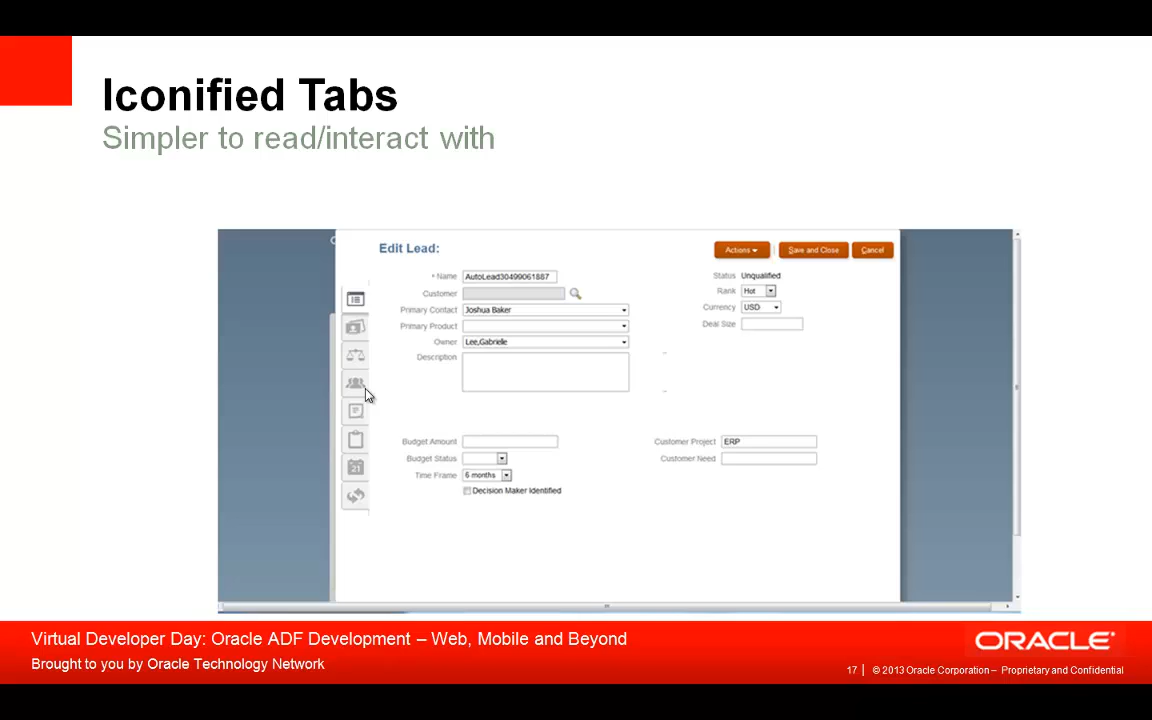 Iconified Tabs
Simpler to read/interact with
Edit Lead:
Actions
Save and Close
Cancel
* Name AutoLead30499061887
Customer
Primary Contact Joshua Baker
Primary Product
Owner Lee,Gabrielle
Description
Status Unqualified
Rank Hot
Currency USD
Deal Size
21
Budget Amount
Budget Status
Time Frame 6 months
Decision Maker Identified
Customer Project ERP
Customer Need
Virtual Developer Day: Oracle ADF Development – Web, Mobile and Beyond
Brought to you by Oracle Technology Network
ORACLE
17 | © 2013 Oracle Corporation – Proprietary and Confidential